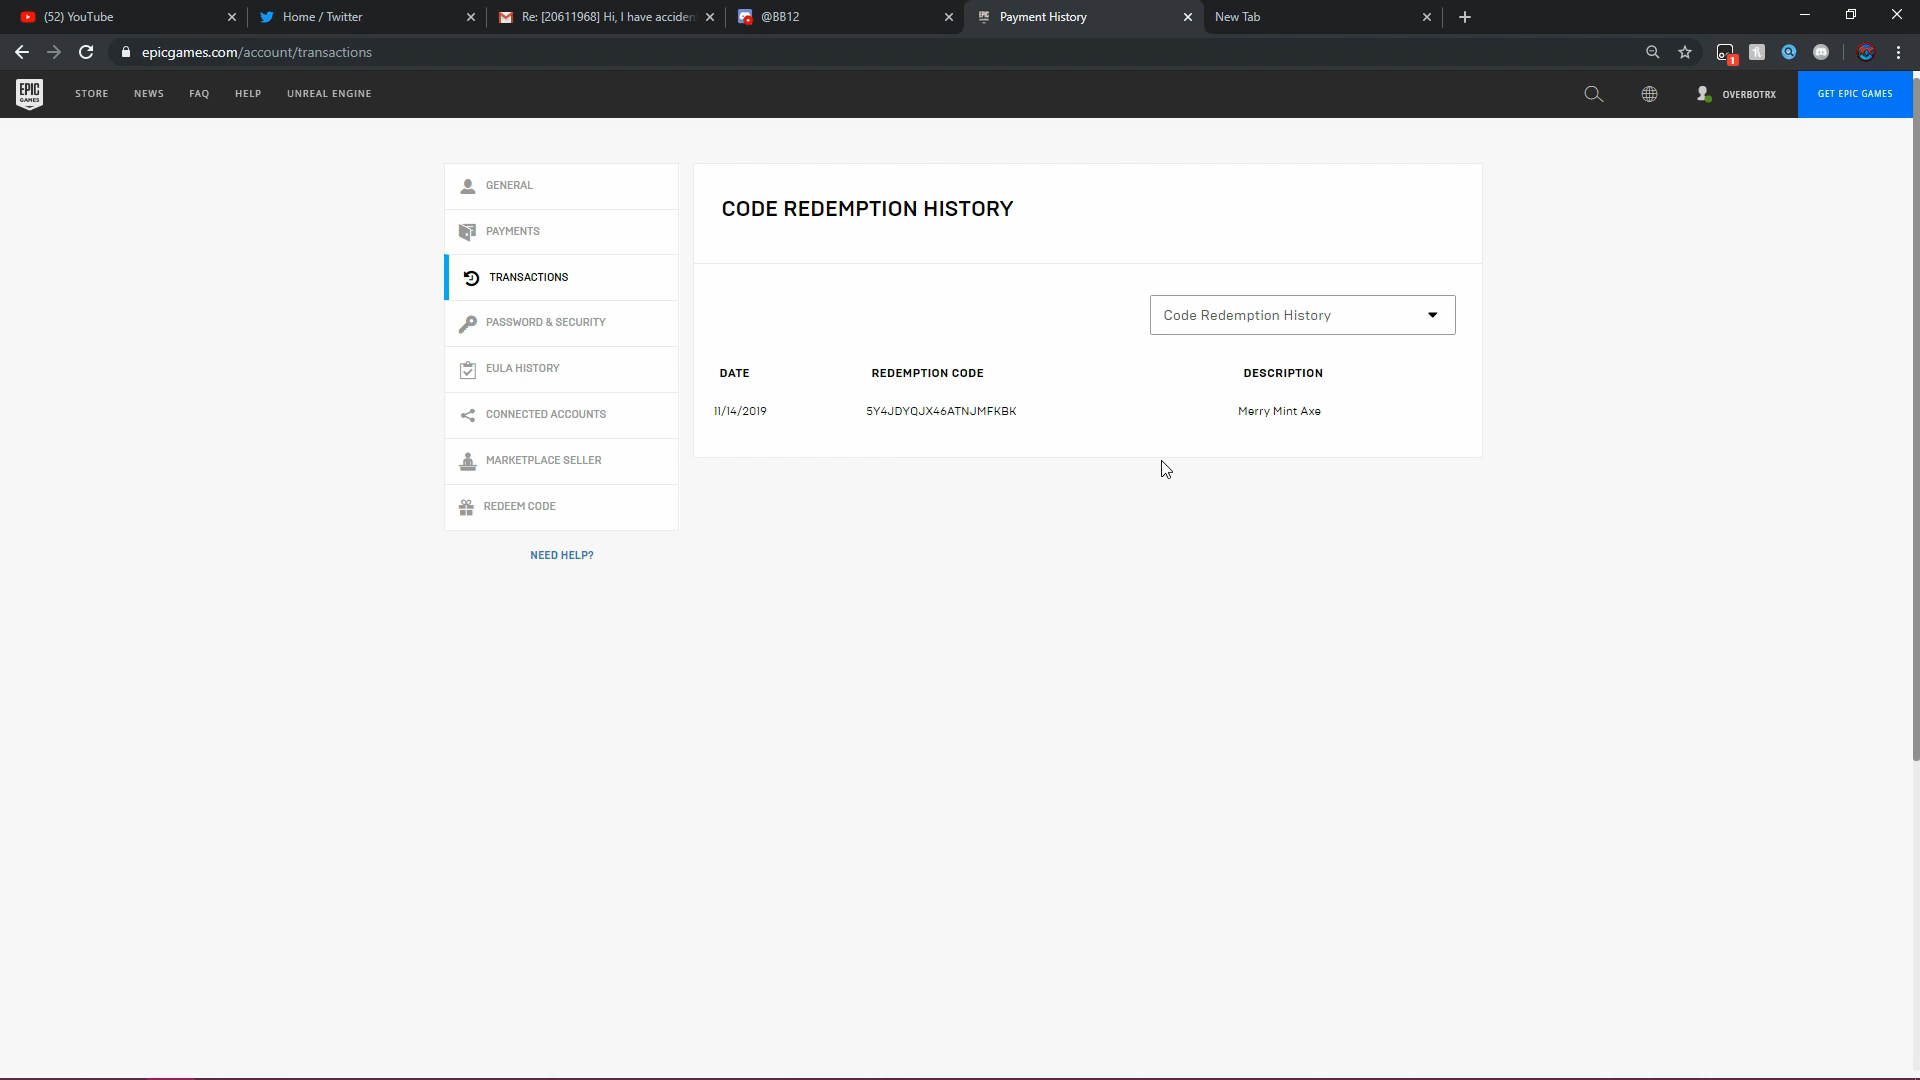 (52) YouTube
Home / Twitter
Re: [20611968] Hi, I have acciden
@BB12
Payment History
New Tab
epicgames.com/account/transactions
1
EPIC GAMES
STORE
NEWS
FAQ
HELP
UNREAL ENGINE
OVERBOTRX
GET EPIC GAMES
GENERAL
PAYMENTS
TRANSACTIONS
PASSWORD & SECURITY
EULA HISTORY
CONNECTED ACCOUNTS
MARKETPLACE SELLER
REDEEM CODE
NEED HELP?
CODE REDEMPTION HISTORY
Code Redemption History
DATE REDEMPTION CODE DESCRIPTION
11/14/2019 5Y4JDYQJX46ATNJMFKBK Merry Mint Axe